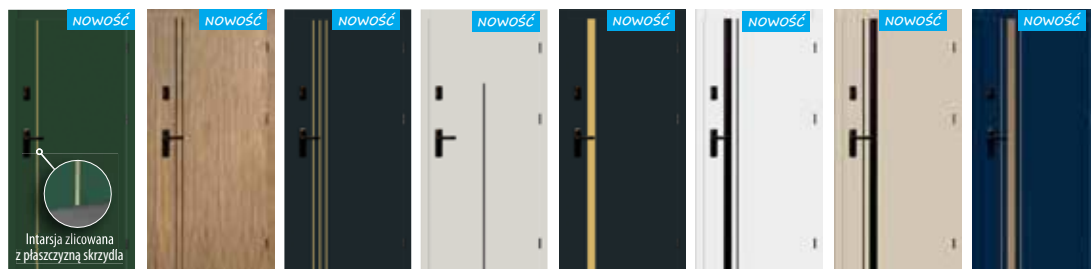 NOWOŚĆ
NOWOŚĆ
NOWOŚĆ
NOWOŚĆ
NOWOŚĆ
NOWOŚĆ
NOWOŚĆ
NOWOŚĆ
Intarsja zlicowana
z płaszczyzną skrzydła